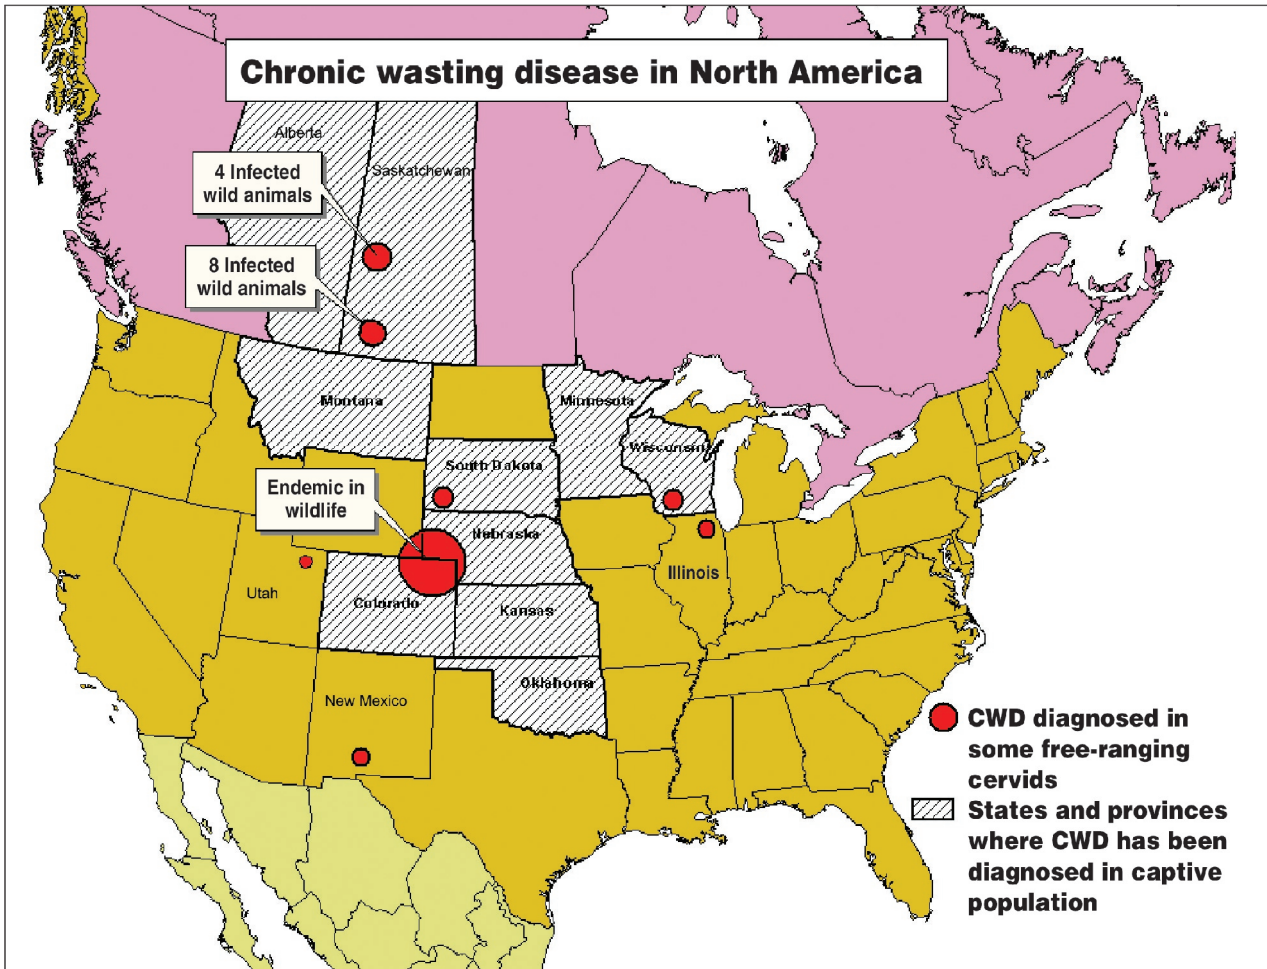 Chronic wasting disease in North America
Alberta
Saskatchewan
4 Infected
wild animals
8 Infected
wild animals
Montana
Minnesota
Wisconsin
South Dakota
Endemic in
wildlife
Nebraska
Illinois
Utah
Colorado
Kansas
Oklahoma
New Mexico
CWD diagnosed in
some free-ranging
cervids
States and provinces
where CWD has been
diagnosed in captive
population